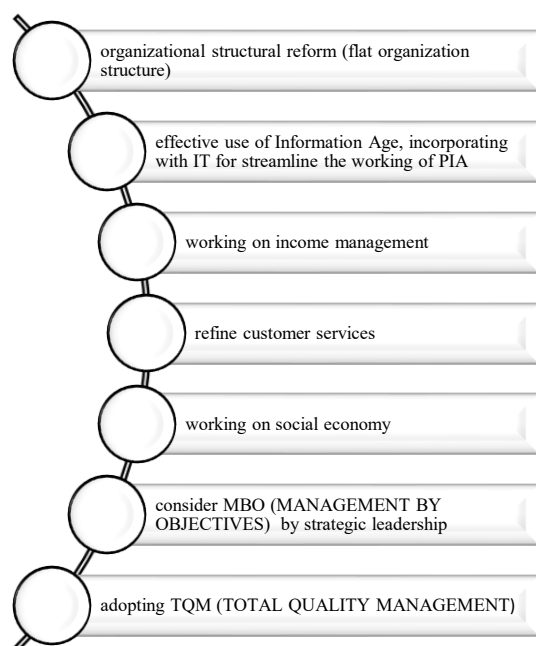 organizational structural reform (flat organization
structure)
effective use of Information Age, incorporating
with IT for streamline the working of PIA
working on income management
refine customer services
working on social economy
consider MBO (MANAGEMENT BY
OBJECTIVES)  by strategic leadership
adopting TQM (TOTAL QUALITY MANAGEMENT)